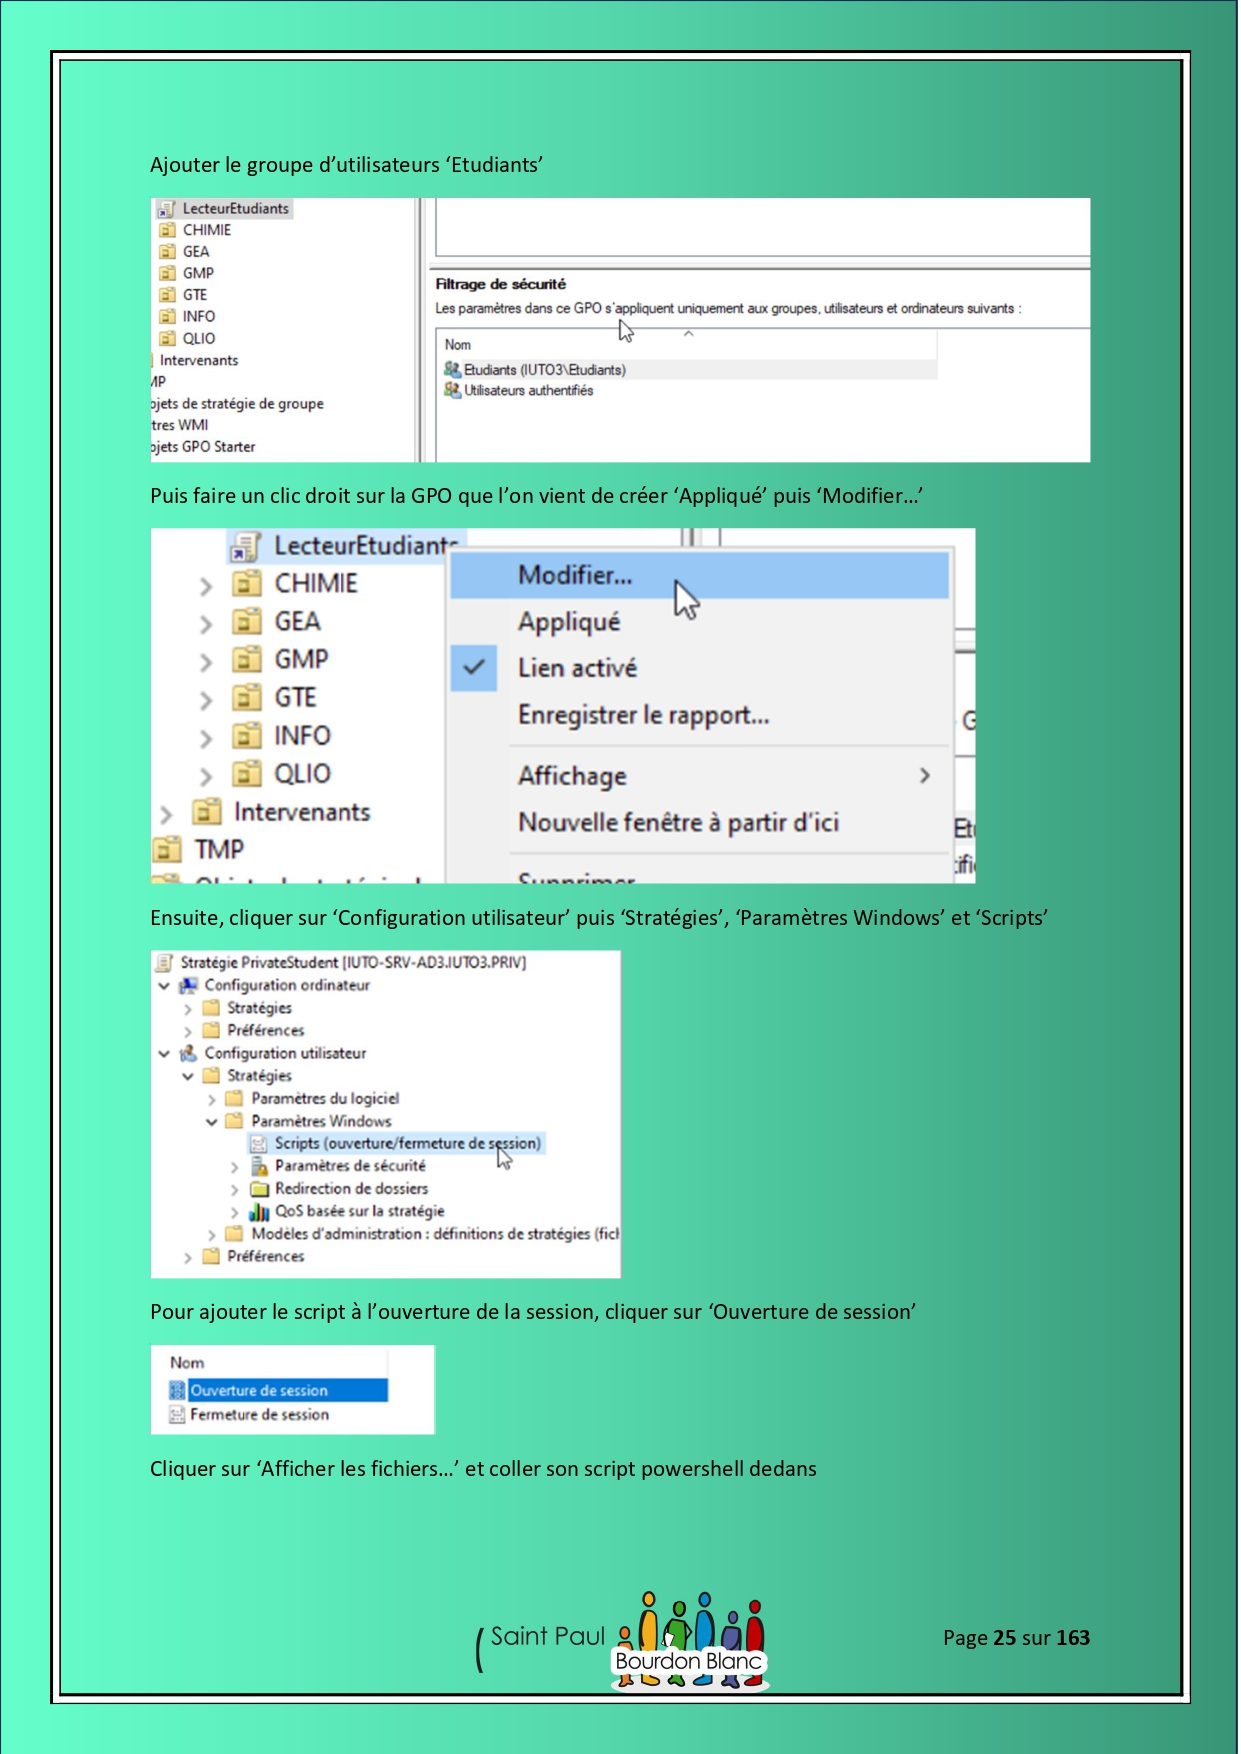 Ajouter le groupe d’utilisateurs ‘Etudiants’
LecteurEtudiants
CHIMIE
GEA
GMP
GTE
INFO
QLIO
Intervenants
MP
bjets de stratégie de groupe
tres WMI
bjets GPO Starter
Filtrage de sécurité
Les paramètres dans ce GPO s'appliquent uniquement aux groupes, utilisateurs et ordinateurs suivants :
Nom
Etudiants (IUTO3\Etudiants)
Utilisateurs authentifiés
Puis faire un clic droit sur la GPO que l’on vient de créer ‘Appliqué’ puis ‘Modifier…’
LecteurEtudiants
CHIMIE
GEA
GMP
GTE
INFO
QLIO
Intervenants
TMP
Modifier...
Appliqué
Lien activé
Enregistrer le rapport...
Affichage
Nouvelle fenêtre à partir d'ici
Supprimer
Ensuite, cliquer sur ‘Configuration utilisateur’ puis ‘Stratégies’, ‘Paramètres Windows’ et ‘Scripts’
Stratégie PrivateStudent [IUTO-SRV-AD3.IUTO3.PRIV]
Configuration ordinateur
Stratégies
Préférences
Configuration utilisateur
Stratégies
Paramètres du logiciel
Paramètres Windows
Scripts (ouverture/fermeture de session)
Paramètres de sécurité
Redirection de dossiers
QoS basée sur la stratégie
Modèles d'administration : définitions de stratégies (fich
Préférences
Pour ajouter le script à l’ouverture de la session, cliquer sur ‘Ouverture de session’
Nom
Ouverture de session
Fermeture de session
Cliquer sur ‘Afficher les fichiers…’ et coller son script powershell dedans
Saint Paul
Bourdon Blanc
Page 25 sur 163